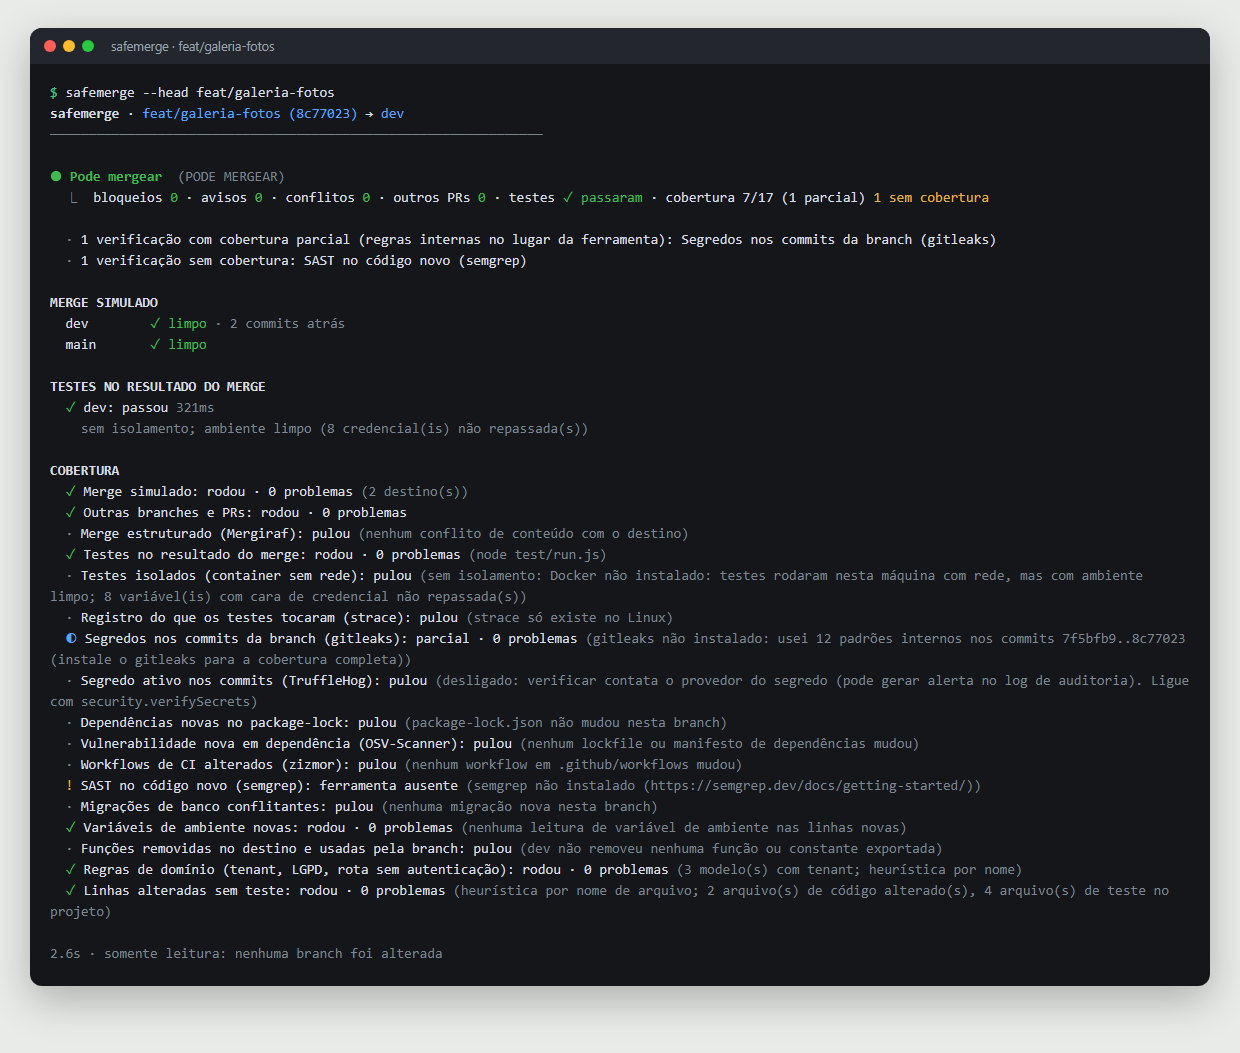 safemerge · feat/galeria-fotos
$ safemerge --head feat/galeria-fotos
safemerge · feat/galeria-fotos (8c77023) → dev
● Pode mergear (PODE MERGEAR)
⎿ bloqueios 0 · avisos 0 · conflitos 0 · outros PRs 0 · testes ✓ passaram · cobertura 7/17 (1 parcial) 1 sem cobertura
· 1 verificação com cobertura parcial (regras internas no lugar da ferramenta): Segredos nos commits da branch (gitleaks)
· 1 verificação sem cobertura: SAST no código novo (semgrep)
MERGE SIMULADO
dev ✓ limpo · 2 commits atrás
main ✓ limpo
TESTES NO RESULTADO DO MERGE
✓ dev: passou 321ms
sem isolamento; ambiente limpo (8 credencial(is) não repassada(s))
COBERTURA
✓ Merge simulado: rodou · 0 problemas (2 destino(s))
✓ Outras branches e PRs: rodou · 0 problemas
· Merge estruturado (Mergiraf): pulou (nenhum conflito de conteúdo com o destino)
✓ Testes no resultado do merge: rodou · 0 problemas (node test/run.js)
· Testes isolados (container sem rede): pulou (sem isolamento: Docker não instalado: testes rodaram nesta máquina com rede, mas com ambiente
limpo; 8 variável(is) com cara de credencial não repassada(s))
· Registro do que os testes tocaram (strace): pulou (strace só existe no Linux)
◐ Segredos nos commits da branch (gitleaks): parcial · 0 problemas (gitleaks não instalado: usei 12 padrões internos nos commits 7f5bfb9..8c77023
(instale o gitleaks para a cobertura completa))
· Segredo ativo nos commits (TruffleHog): pulou (desligado: verificar contata o provedor do segredo (pode gerar alerta no log de auditoria). Ligue
com security.verifySecrets)
· Dependências novas no package-lock: pulou (package-lock.json não mudou nesta branch)
· Vulnerabilidade nova em dependência (OSV-Scanner): pulou (nenhum lockfile ou manifesto de dependências mudou)
· Workflows de CI alterados (zizmor): pulou (nenhum workflow em .github/workflows mudou)
! SAST no código novo (semgrep): ferramenta ausente (semgrep não instalado (https://semgrep.dev/docs/getting-started/))
· Migrações de banco conflitantes: pulou (nenhuma migração nova nesta branch)
✓ Variáveis de ambiente novas: rodou · 0 problemas (nenhuma leitura de variável de ambiente nas linhas novas)
· Funções removidas no destino e usadas pela branch: pulou (dev não removeu nenhuma função ou constante exportada)
✓ Regras de domínio (tenant, LGPD, rota sem autenticação): rodou · 0 problemas (3 modelo(s) com tenant; heurística por nome)
✓ Linhas alteradas sem teste: rodou · 0 problemas (heurística por nome de arquivo; 2 arquivo(s) de código alterado(s), 4 arquivo(s) de teste no
projeto)
2.6s · somente leitura: nenhuma branch foi alterada